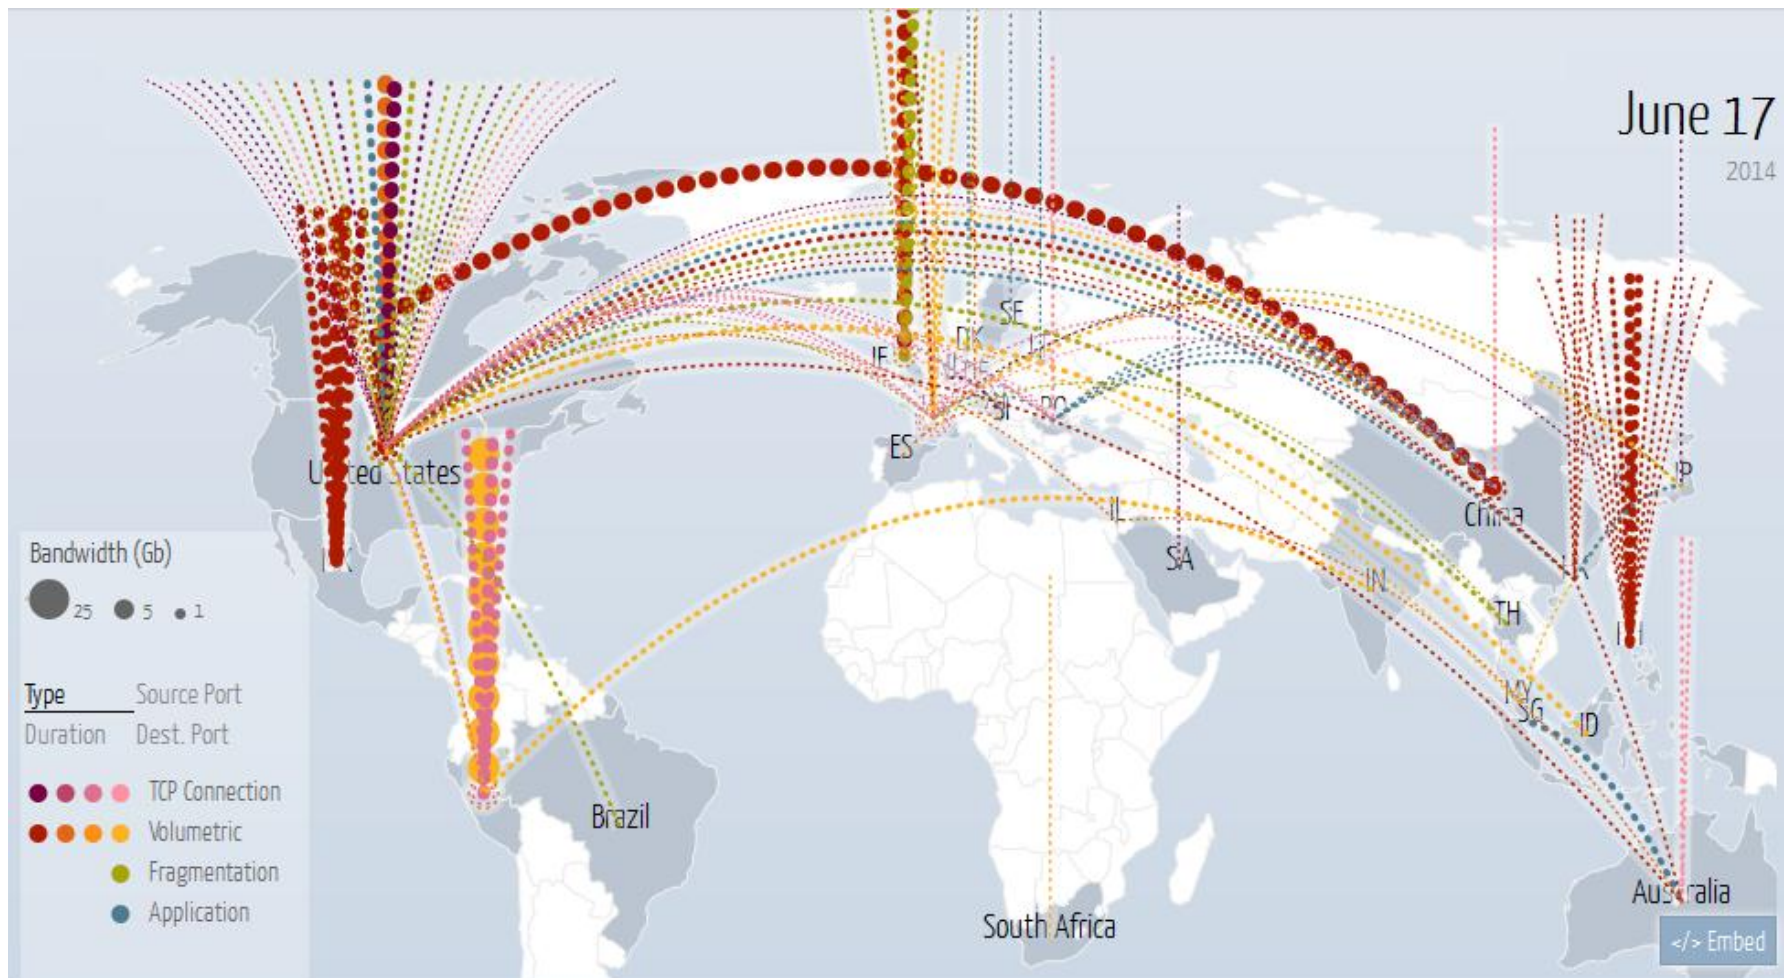 June 17
2014
SE
DK
IE
ES
United States
China
JP
IL
SA
IN
TH
MY
SG
ID
Brazil
Australia
South Africa
</> Embed
Bandwidth (Gb)
25 5 1
Type Source Port
Duration Dest. Port
TCP Connection
Volumetric
Fragmentation
Application